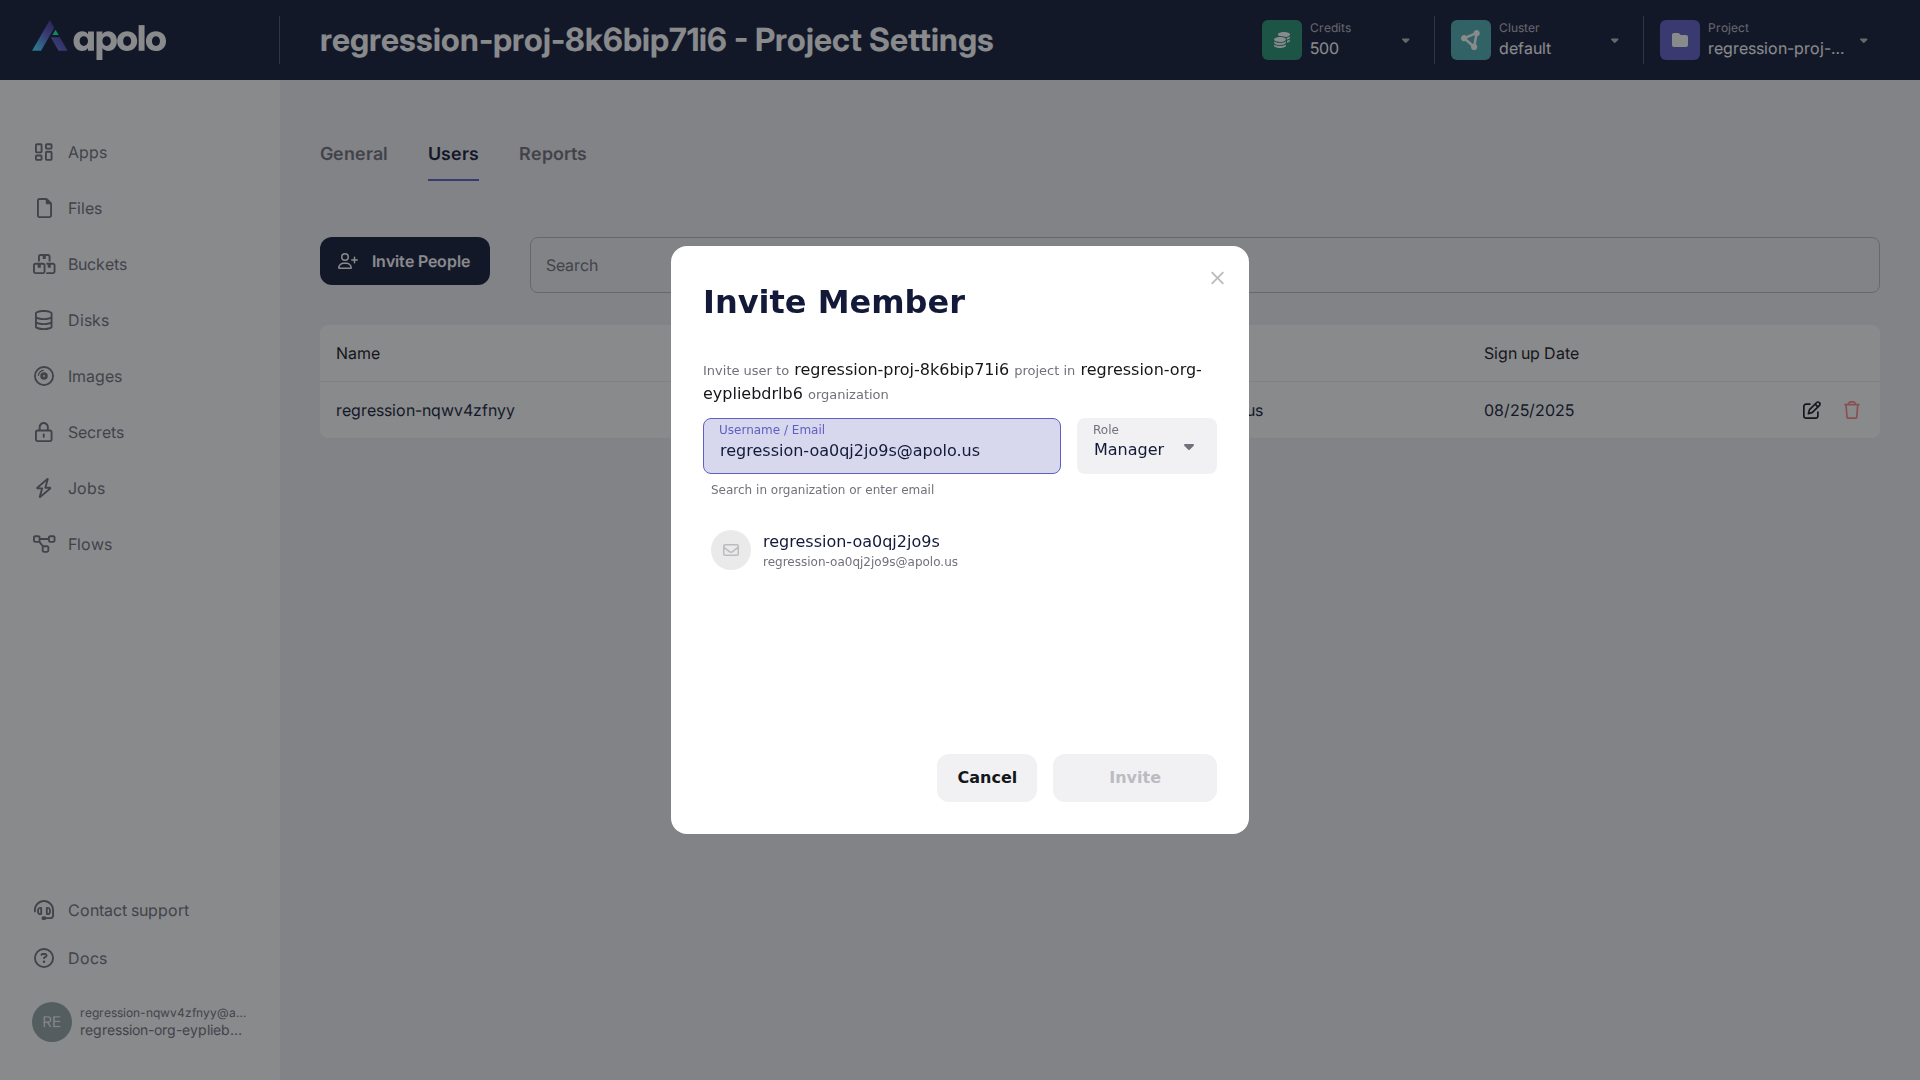 apolo
regression-proj-8k6bip71i6 - Project Settings
Credits
500
Cluster
default
Project
regression-proj-...
Apps
Files
Buckets
Disks
Images
Secrets
Jobs
Flows
Contact support
Docs
RE
regression-nqwv4zfnyy@a...
regression-org-eyplieb...
General
Users
Reports
Invite People
Search
Name
Sign up Date
regression-nqwv4zfnyy
us
08/25/2025
Invite Member
Invite user to regression-proj-8k6bip71i6 project in regression-org-
eypliebdrlb6 organization
Username / Email
regression-oa0qj2jo9s@apolo.us
Role
Manager
Search in organization or enter email
regression-oa0qj2jo9s
regression-oa0qj2jo9s@apolo.us
Cancel
Invite